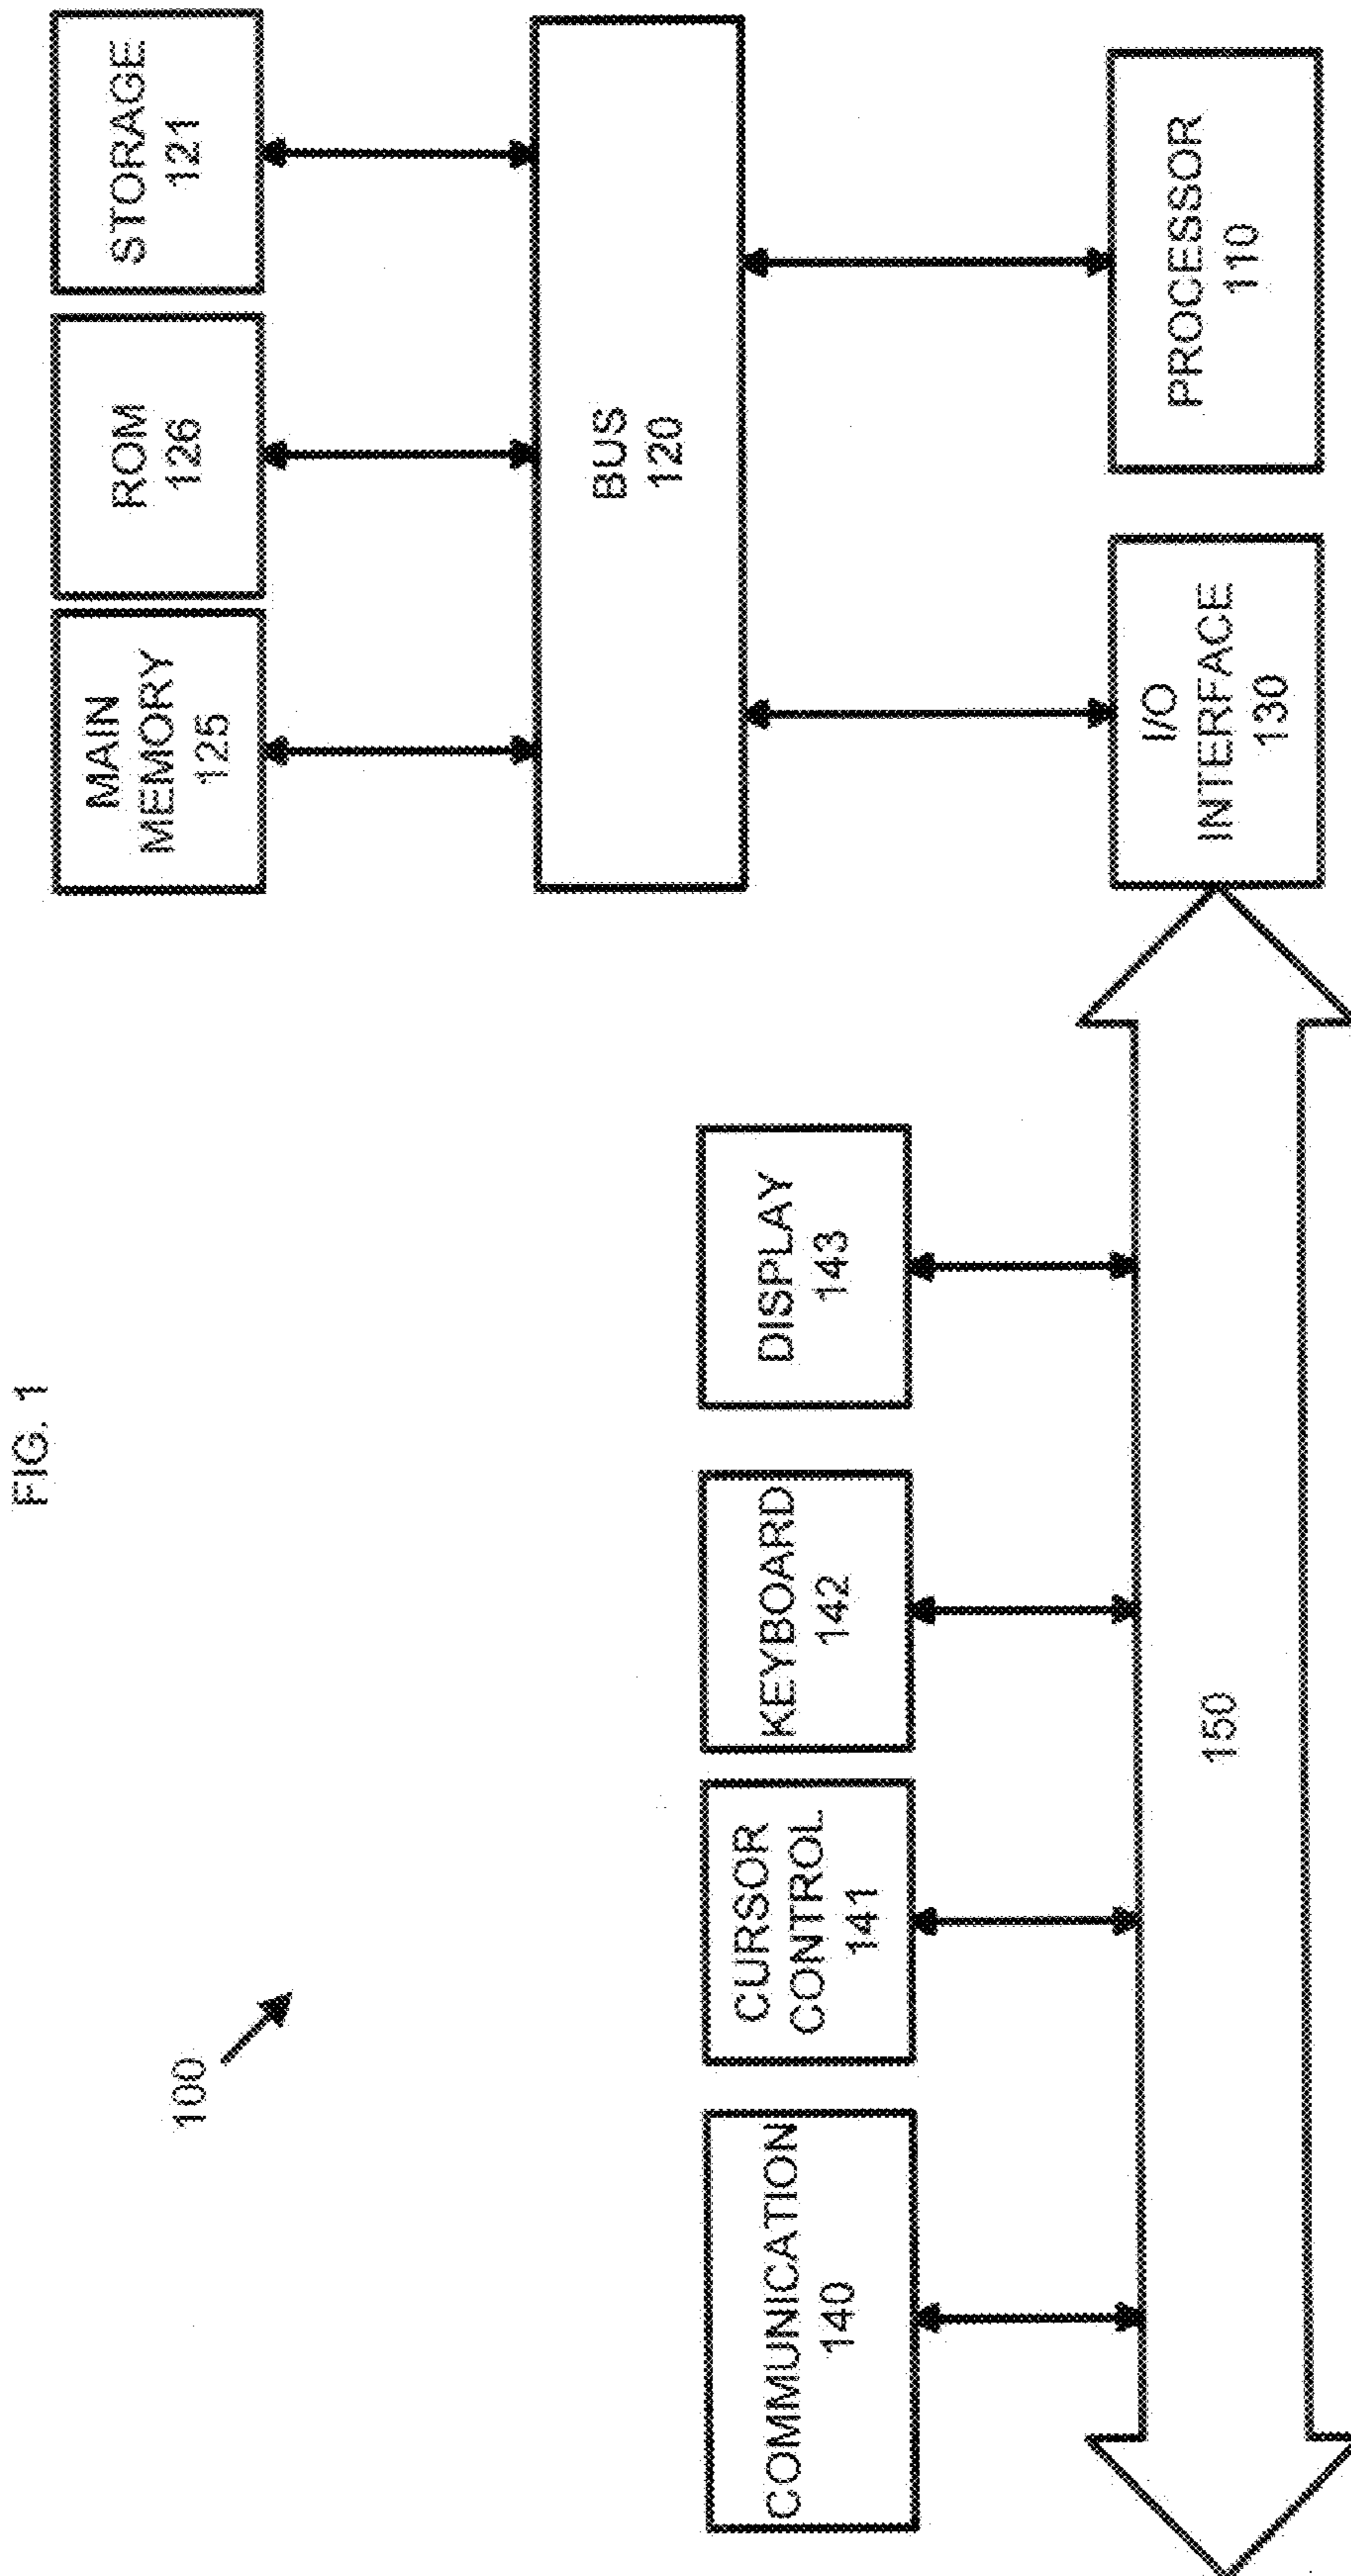 FIG. 1
100
MAIN
MEMORY
125
ROM
126
STORAGE
121
BUS
120
COMMUNICATION
140
CURSOR
CONTROL
141
KEYBOARD
142
DISPLAY
143
I/O
INTERFACE
130
PROCESSOR
110
150